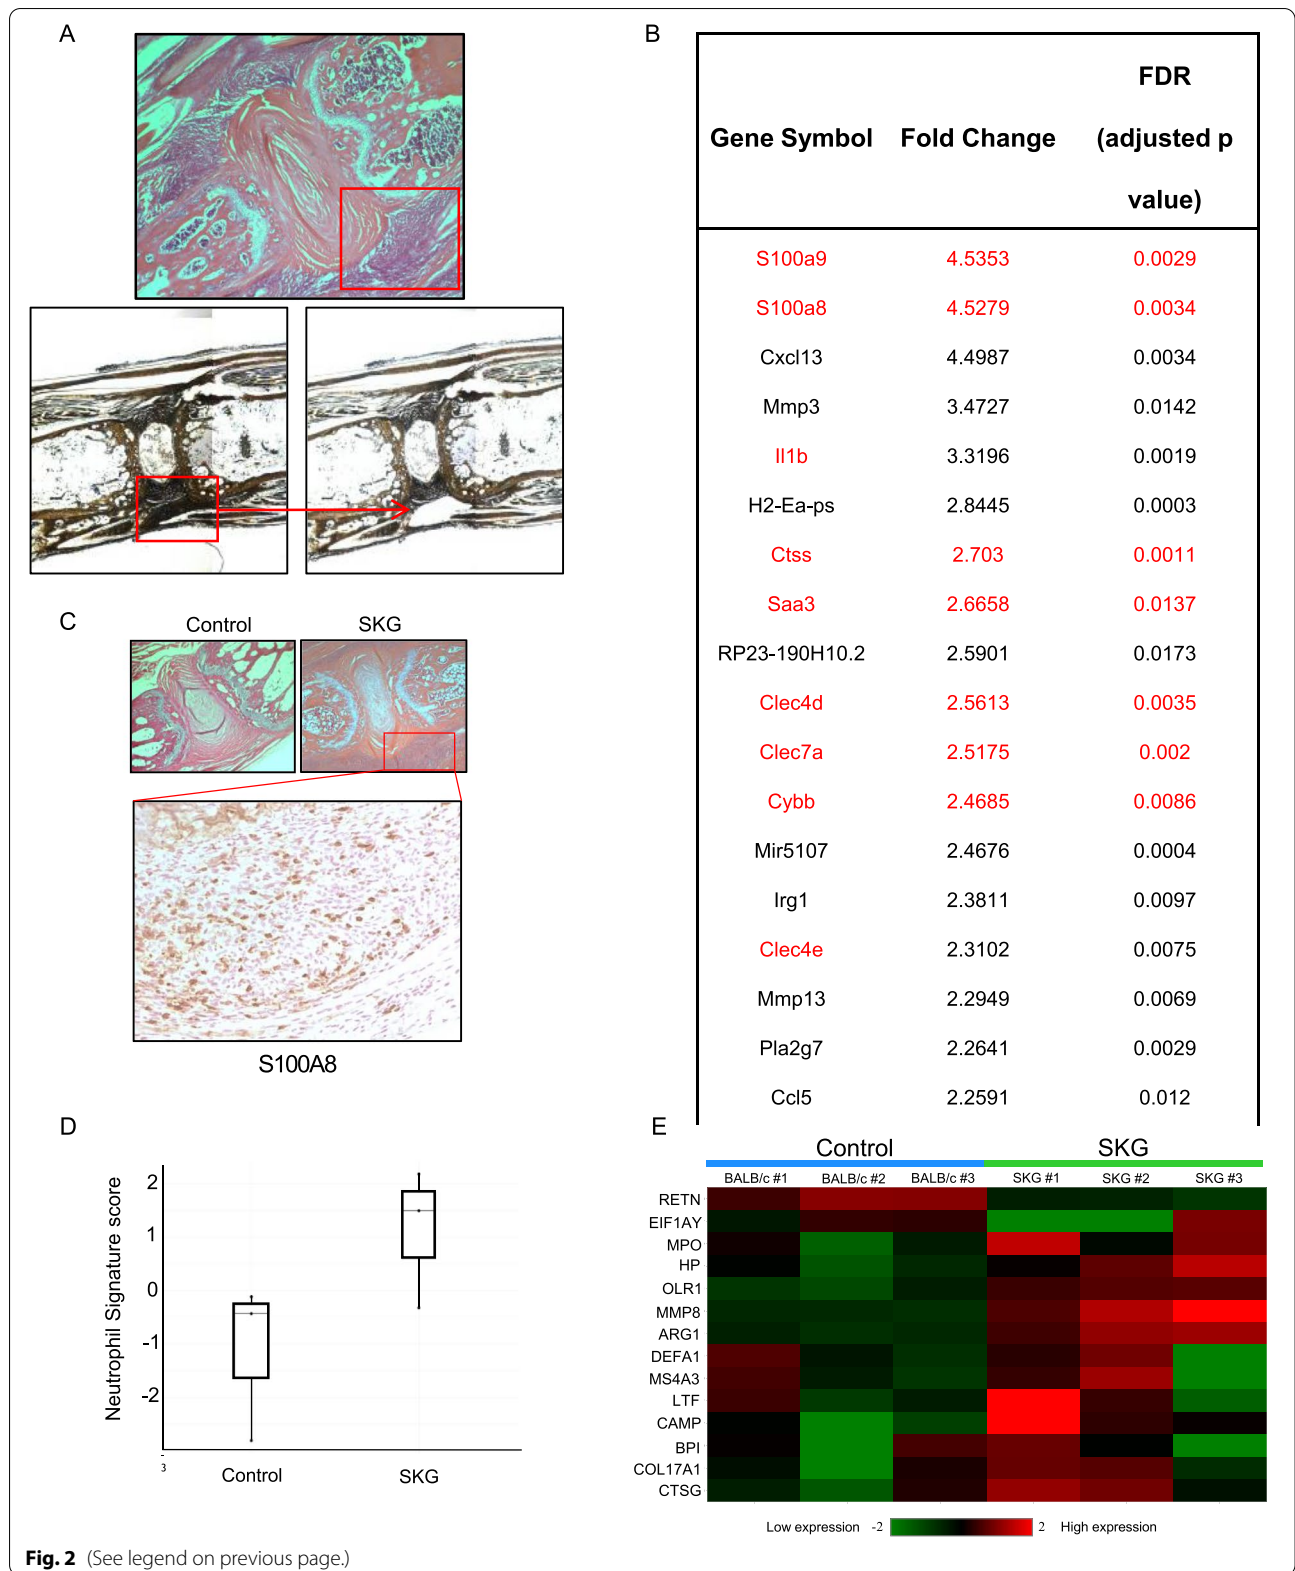 A
B
Gene Symbol Fold Change FDR (adjusted p value)
S100a9 4.5353 0.0029
S100a8 4.5279 0.0034
Cxcl13 4.4987 0.0034
Mmp3 3.4727 0.0142
Il1b 3.3196 0.0019
H2-Ea-ps 2.8445 0.0003
Ctss 2.703 0.0011
Saa3 2.6658 0.0137
RP23-190H10.2 2.5901 0.0173
Clec4d 2.5613 0.0035
Clec7a 2.5175 0.002
Cybb 2.4685 0.0086
Mir5107 2.4676 0.0004
Irg1 2.3811 0.0097
Clec4e 2.3102 0.0075
Mmp13 2.2949 0.0069
Pla2g7 2.2641 0.0029
Ccl5 2.2591 0.012
C
Control SKG
S100A8
D
Neutrophil Signature score
2
1
0
-1
-2
-
3
Control SKG
E
Control SKG
BALB/c #1 BALB/c #2 BALB/c #3 SKG #1 SKG #2 SKG #3
RETN
EIF1AY
MPO
HP
OLR1
MMP8
ARG1
DEFA1
MS4A3
LTF
CAMP
BPI
COL17A1
CTSG
Low expression -2 2 High expression
Fig. 2 (See legend on previous page.)